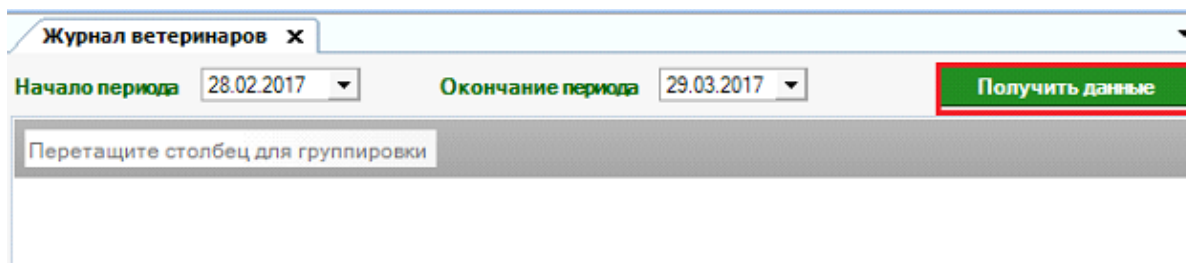 Журнал ветеринаров X
Начало периода 28.02.2017 Окончание периода 29.03.2017 Получить данные
Перетащите столбец для группировки